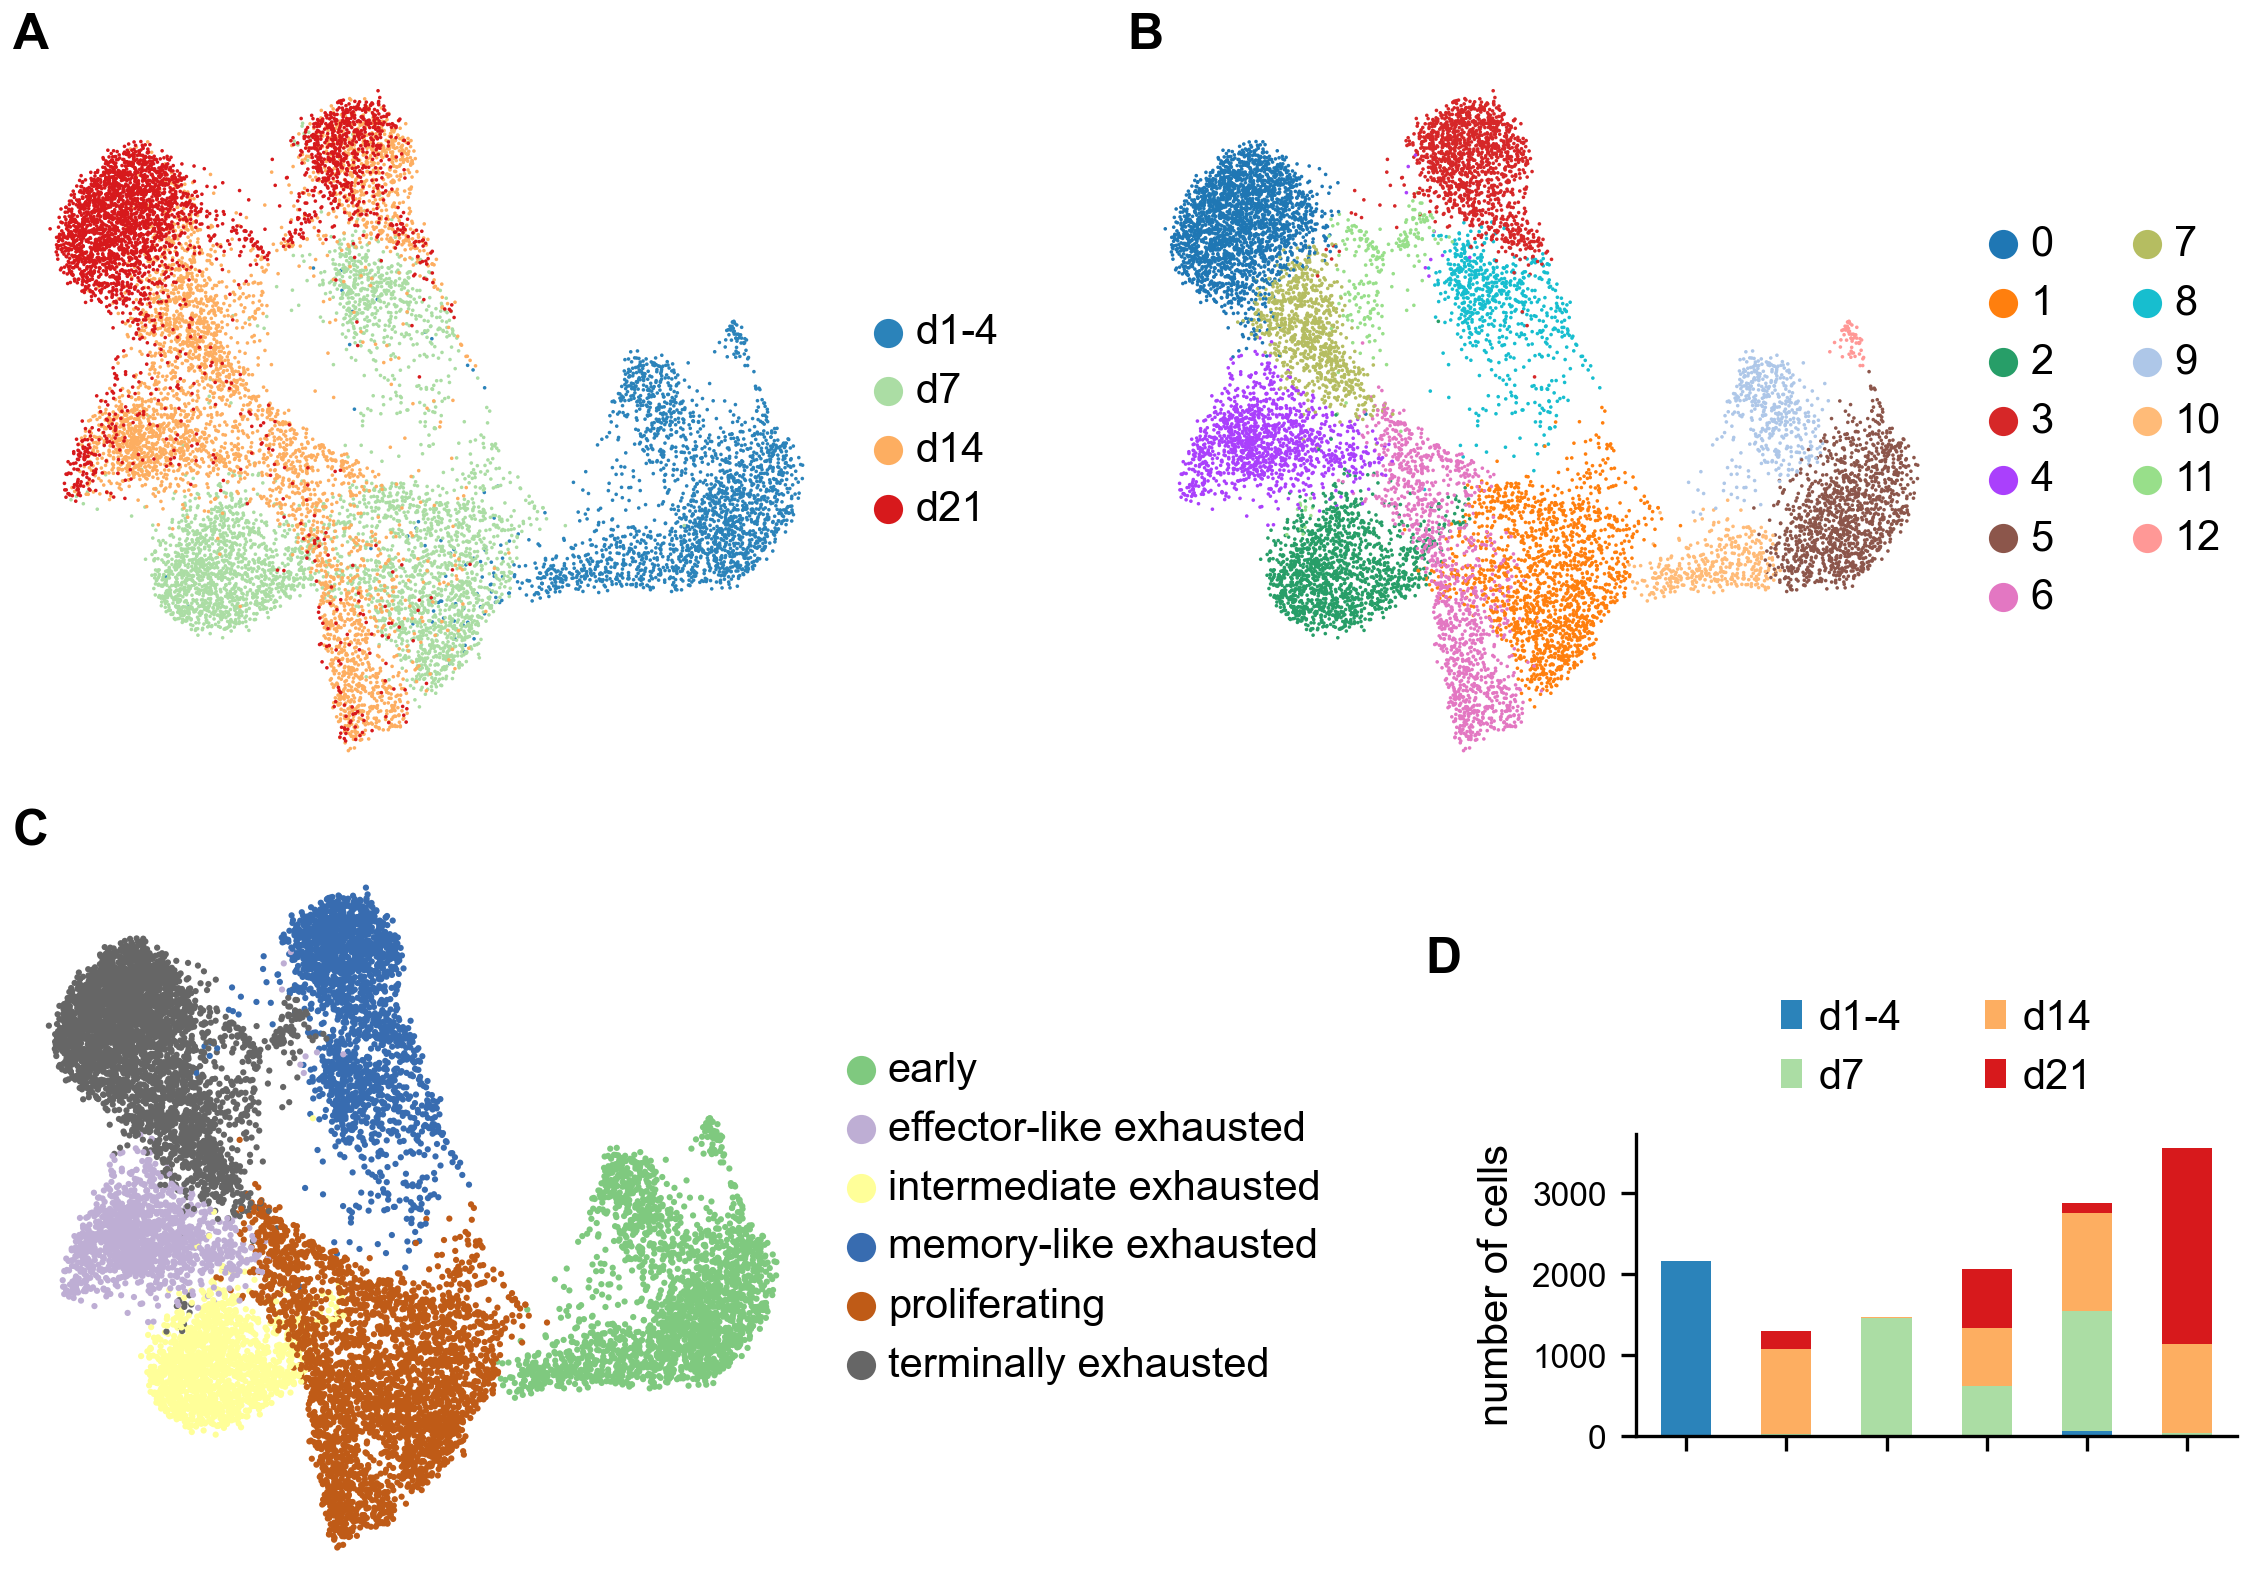 A
d1-4
d7
d14
d21
B
0
1
2
3
4
5
6
7
8
9
10
11
12
C
early
effector-like exhausted
intermediate exhausted
memory-like exhausted
proliferating
terminally exhausted
D
d1-4
d7
d14
d21
number of cells
3000
2000
1000
0